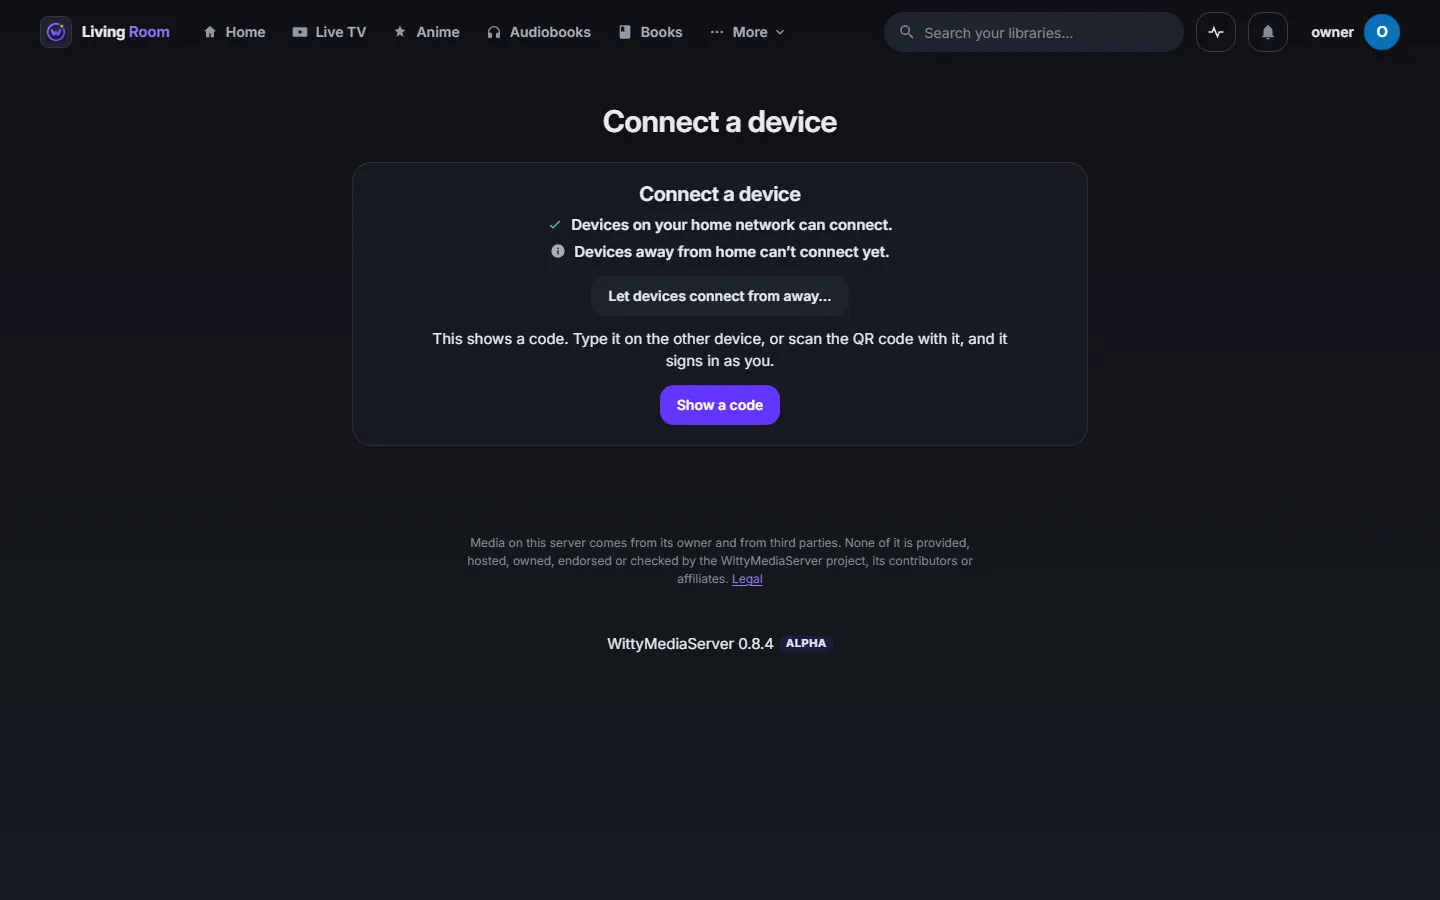 Living Room
Home
Live TV
Anime
Audiobooks
Books
More
Search your libraries...
owner
O
Connect a device
Connect a device
Devices on your home network can connect.
Devices away from home can’t connect yet.
Let devices connect from away...
This shows a code. Type it on the other device, or scan the QR code with it, and it
signs in as you.
Show a code
Media on this server comes from its owner and from third parties. None of it is provided,
hosted, owned, endorsed or checked by the WittyMediaServer project, its contributors or
affiliates. Legal
WittyMediaServer 0.8.4 ALPHA